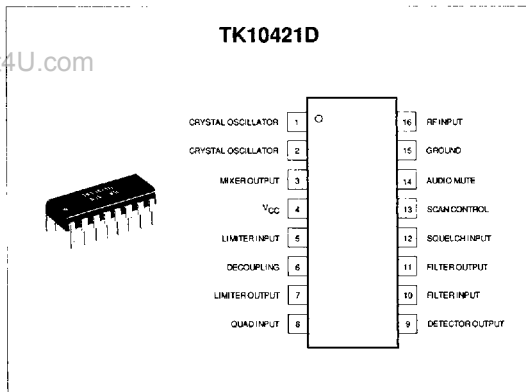 TK10421D
4U.com
CRYSTAL OSCILLATOR 1
CRYSTAL OSCILLATOR 2
MIXER OUTPUT 3
VCC 4
LIMITER INPUT 5
DECOUPLING 6
LIMITER OUTPUT 7
QUAD INPUT 8
16 RF INPUT
15 GROUND
14 AUDIO MUTE
13 SCAN CONTROL
12 SQUELCH INPUT
11 FILTER OUTPUT
10 FILTER INPUT
9 DETECTOR OUTPUT